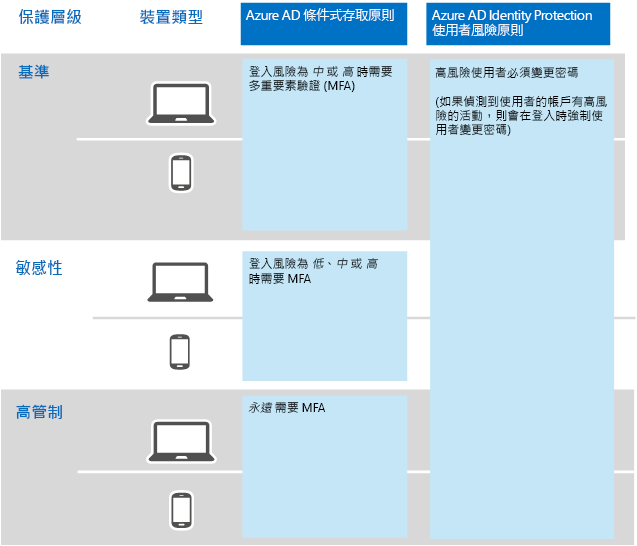 保護層級
裝置類型
Azure AD 條件式存取原則
Azure AD Identity Protection
使用者風險原則
基準
登入風險為 中 或 高 時需要
多重要素驗證 (MFA)
高風險使用者必須變更密碼
(如果偵測到使用者的帳戶有高風
險的活動，則會在登入時強制使
用者變更密碼)
敏感性
登入風險為 低、中 或 高
時需要 MFA
高管制
永遠 需要 MFA